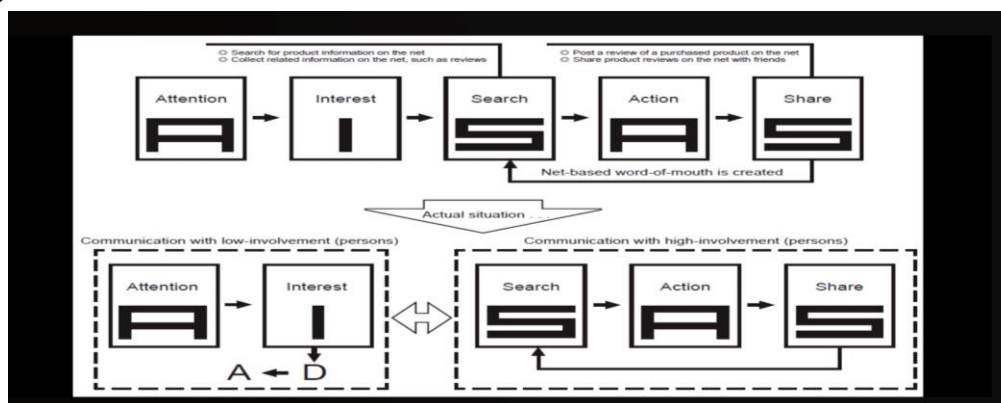 ○ Search for product information on the net
○ Collect related information on the net, such as reviews
○ Post a review of a purchased product on the net
○ Share product reviews on the net with friends
Attention
A
Interest
I
Search
S
Action
A
Share
S
Net-based word-of-mouth is created
Actual situation . . .
Communication with low-involvement (persons)
Communication with high-involvement (persons)
Attention
A
Interest
I
Search
S
Action
A
Share
S
A
D